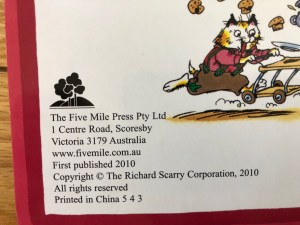 The Five Mile Press Pty Ltd
1 Centre Road, Scoresby
Victoria 3179 Australia
www.fivemile.com.au
First published 2010
Copyright © The Richard Scarry Corporation, 2010
All rights reserved
Printed in China 5 4 3